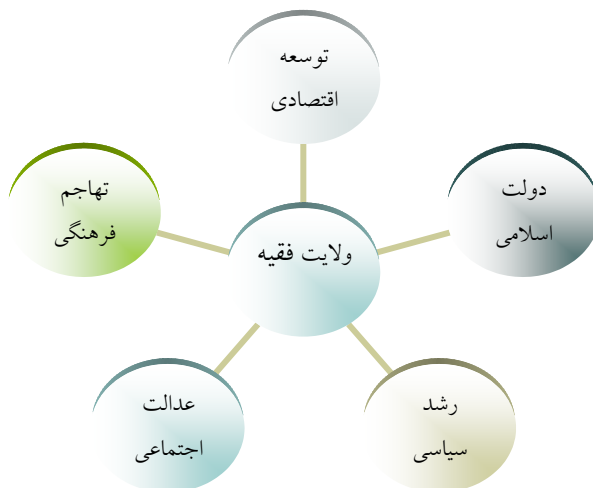 توسعه
اقتصادی
دولت
اسلامی
تهاجم
فرهنگی
ولایت فقیه
رشد
سیاسی
عدالت
اجتماعی